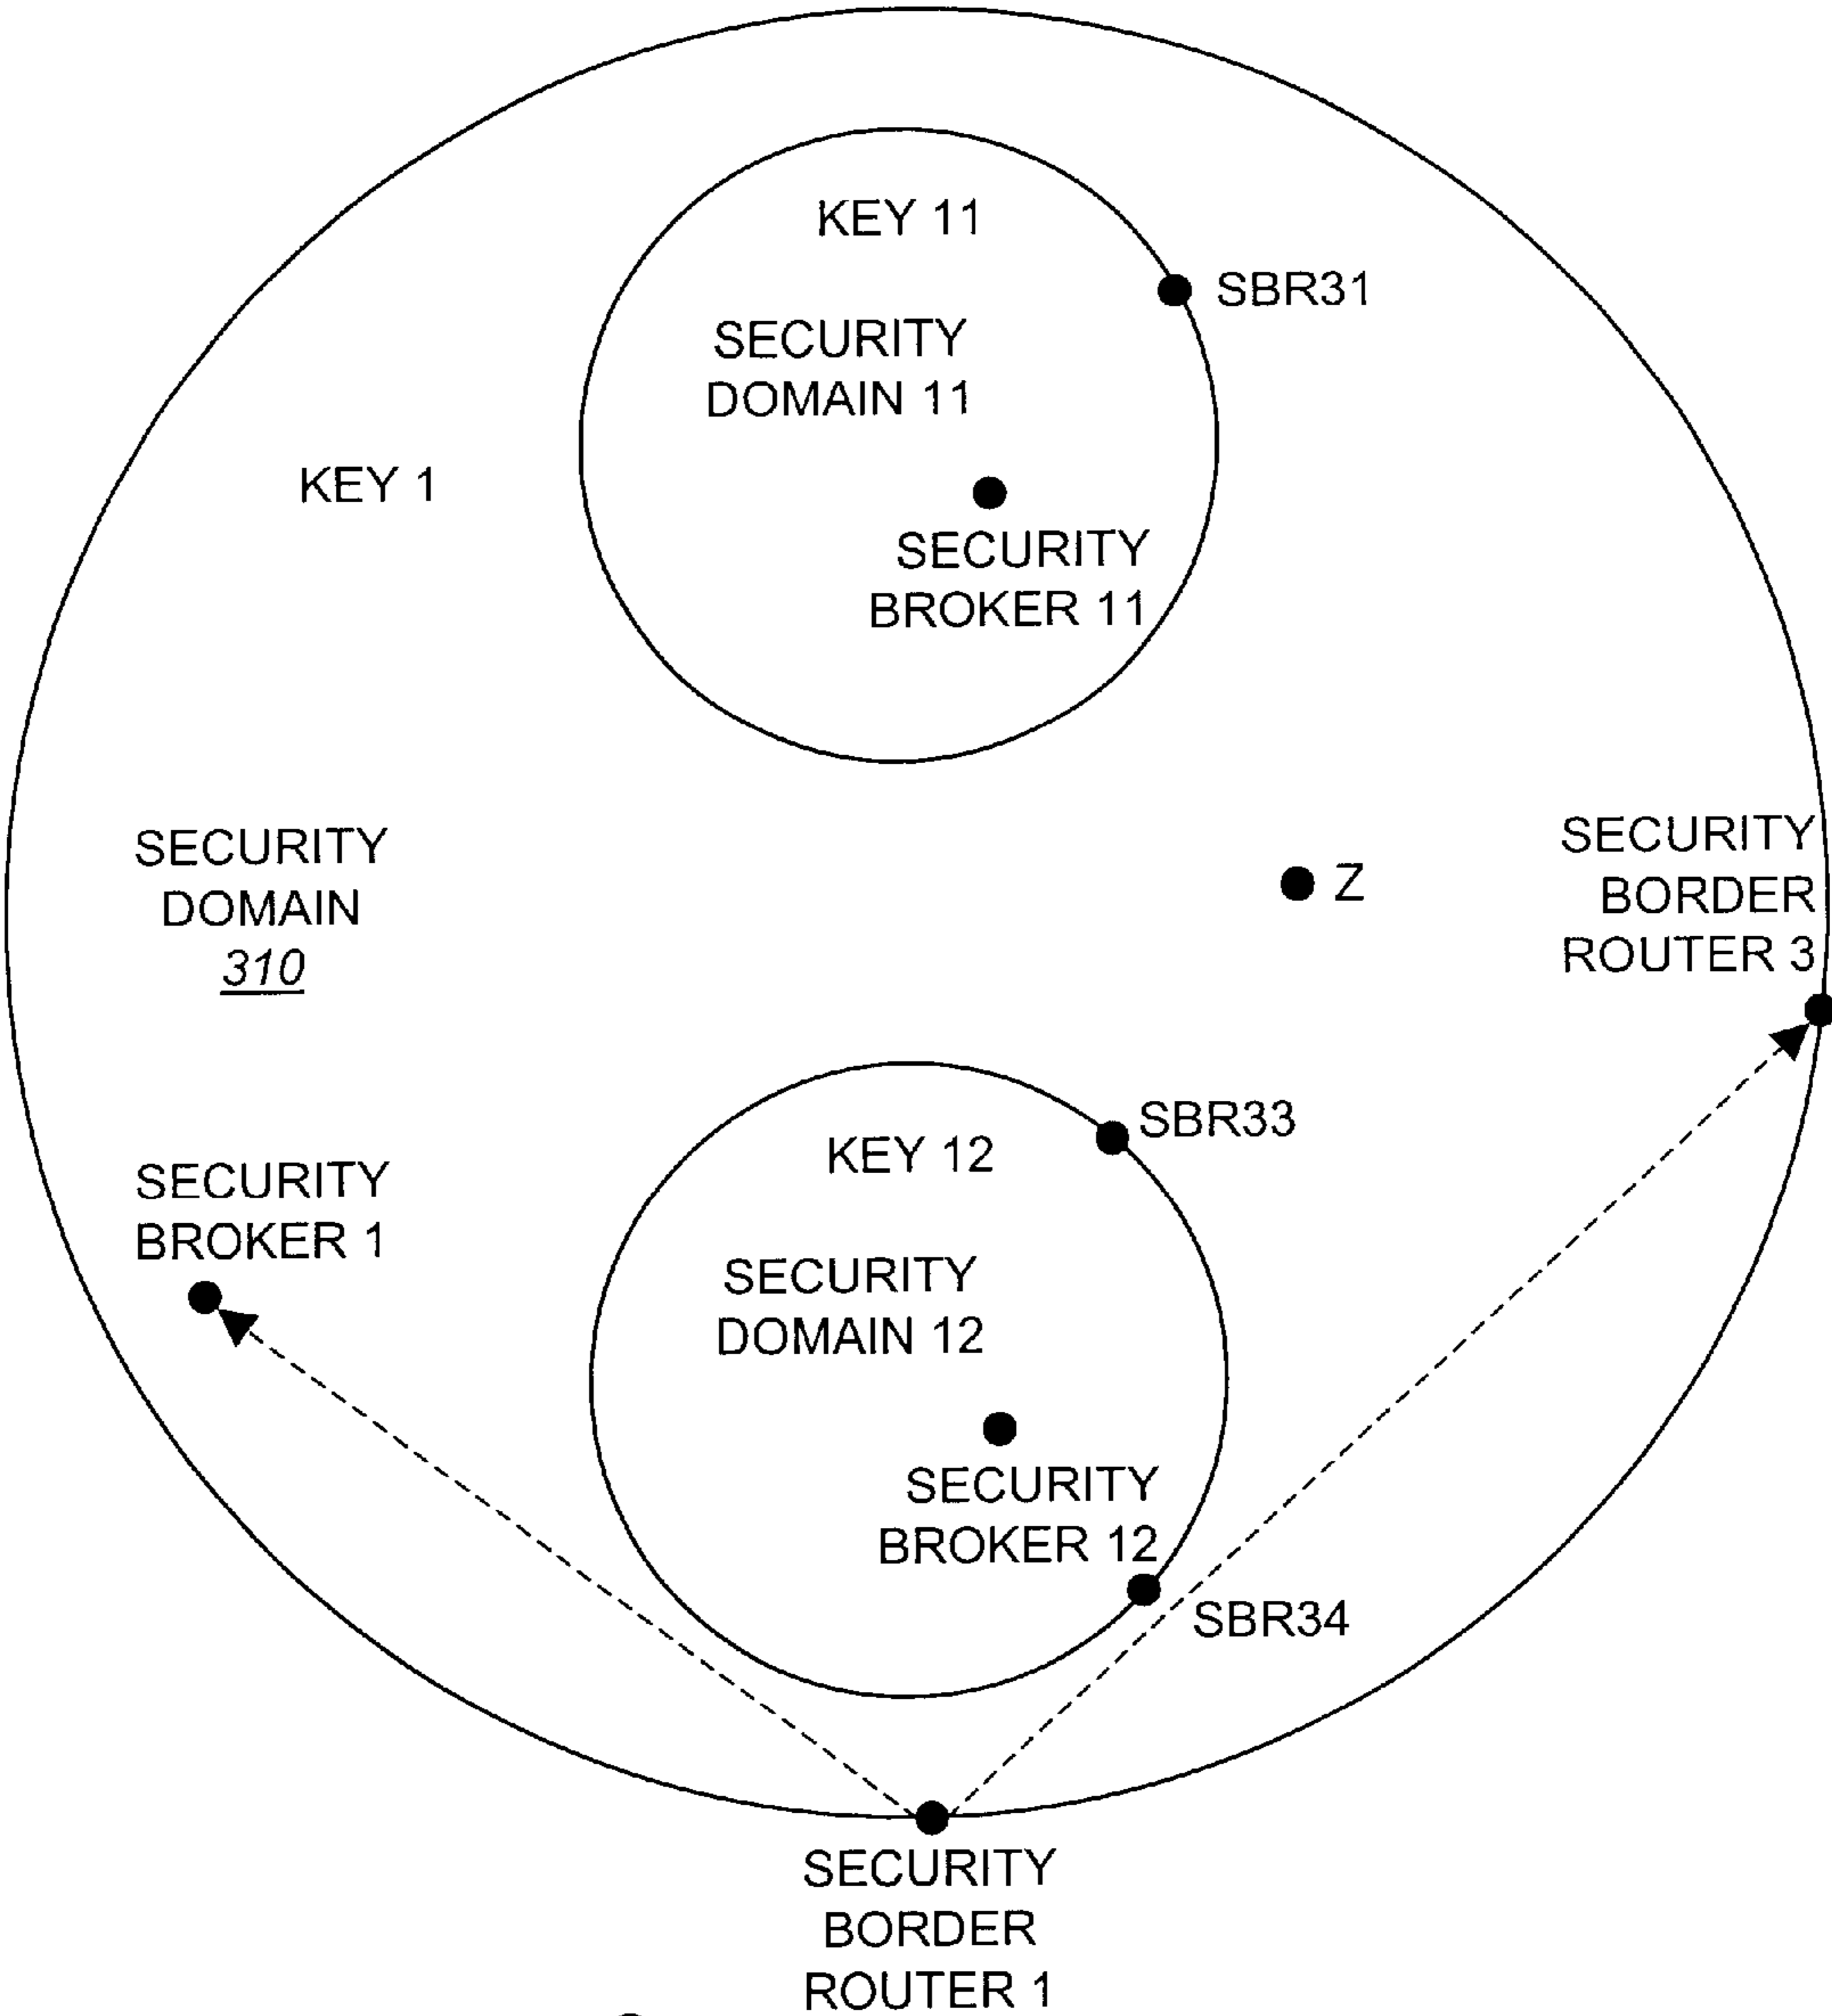 KEY 11
SBR31
SECURITY
DOMAIN 11
KEY 1
SECURITY
BROKER 11
SECURITY
DOMAIN
310
Z
SECURITY
BORDER
ROUTER 3
SBR33
KEY 12
SECURITY
BROKER 1
SECURITY
DOMAIN 12
SECURITY
BROKER 12
SBR34
SECURITY
BORDER
ROUTER 1